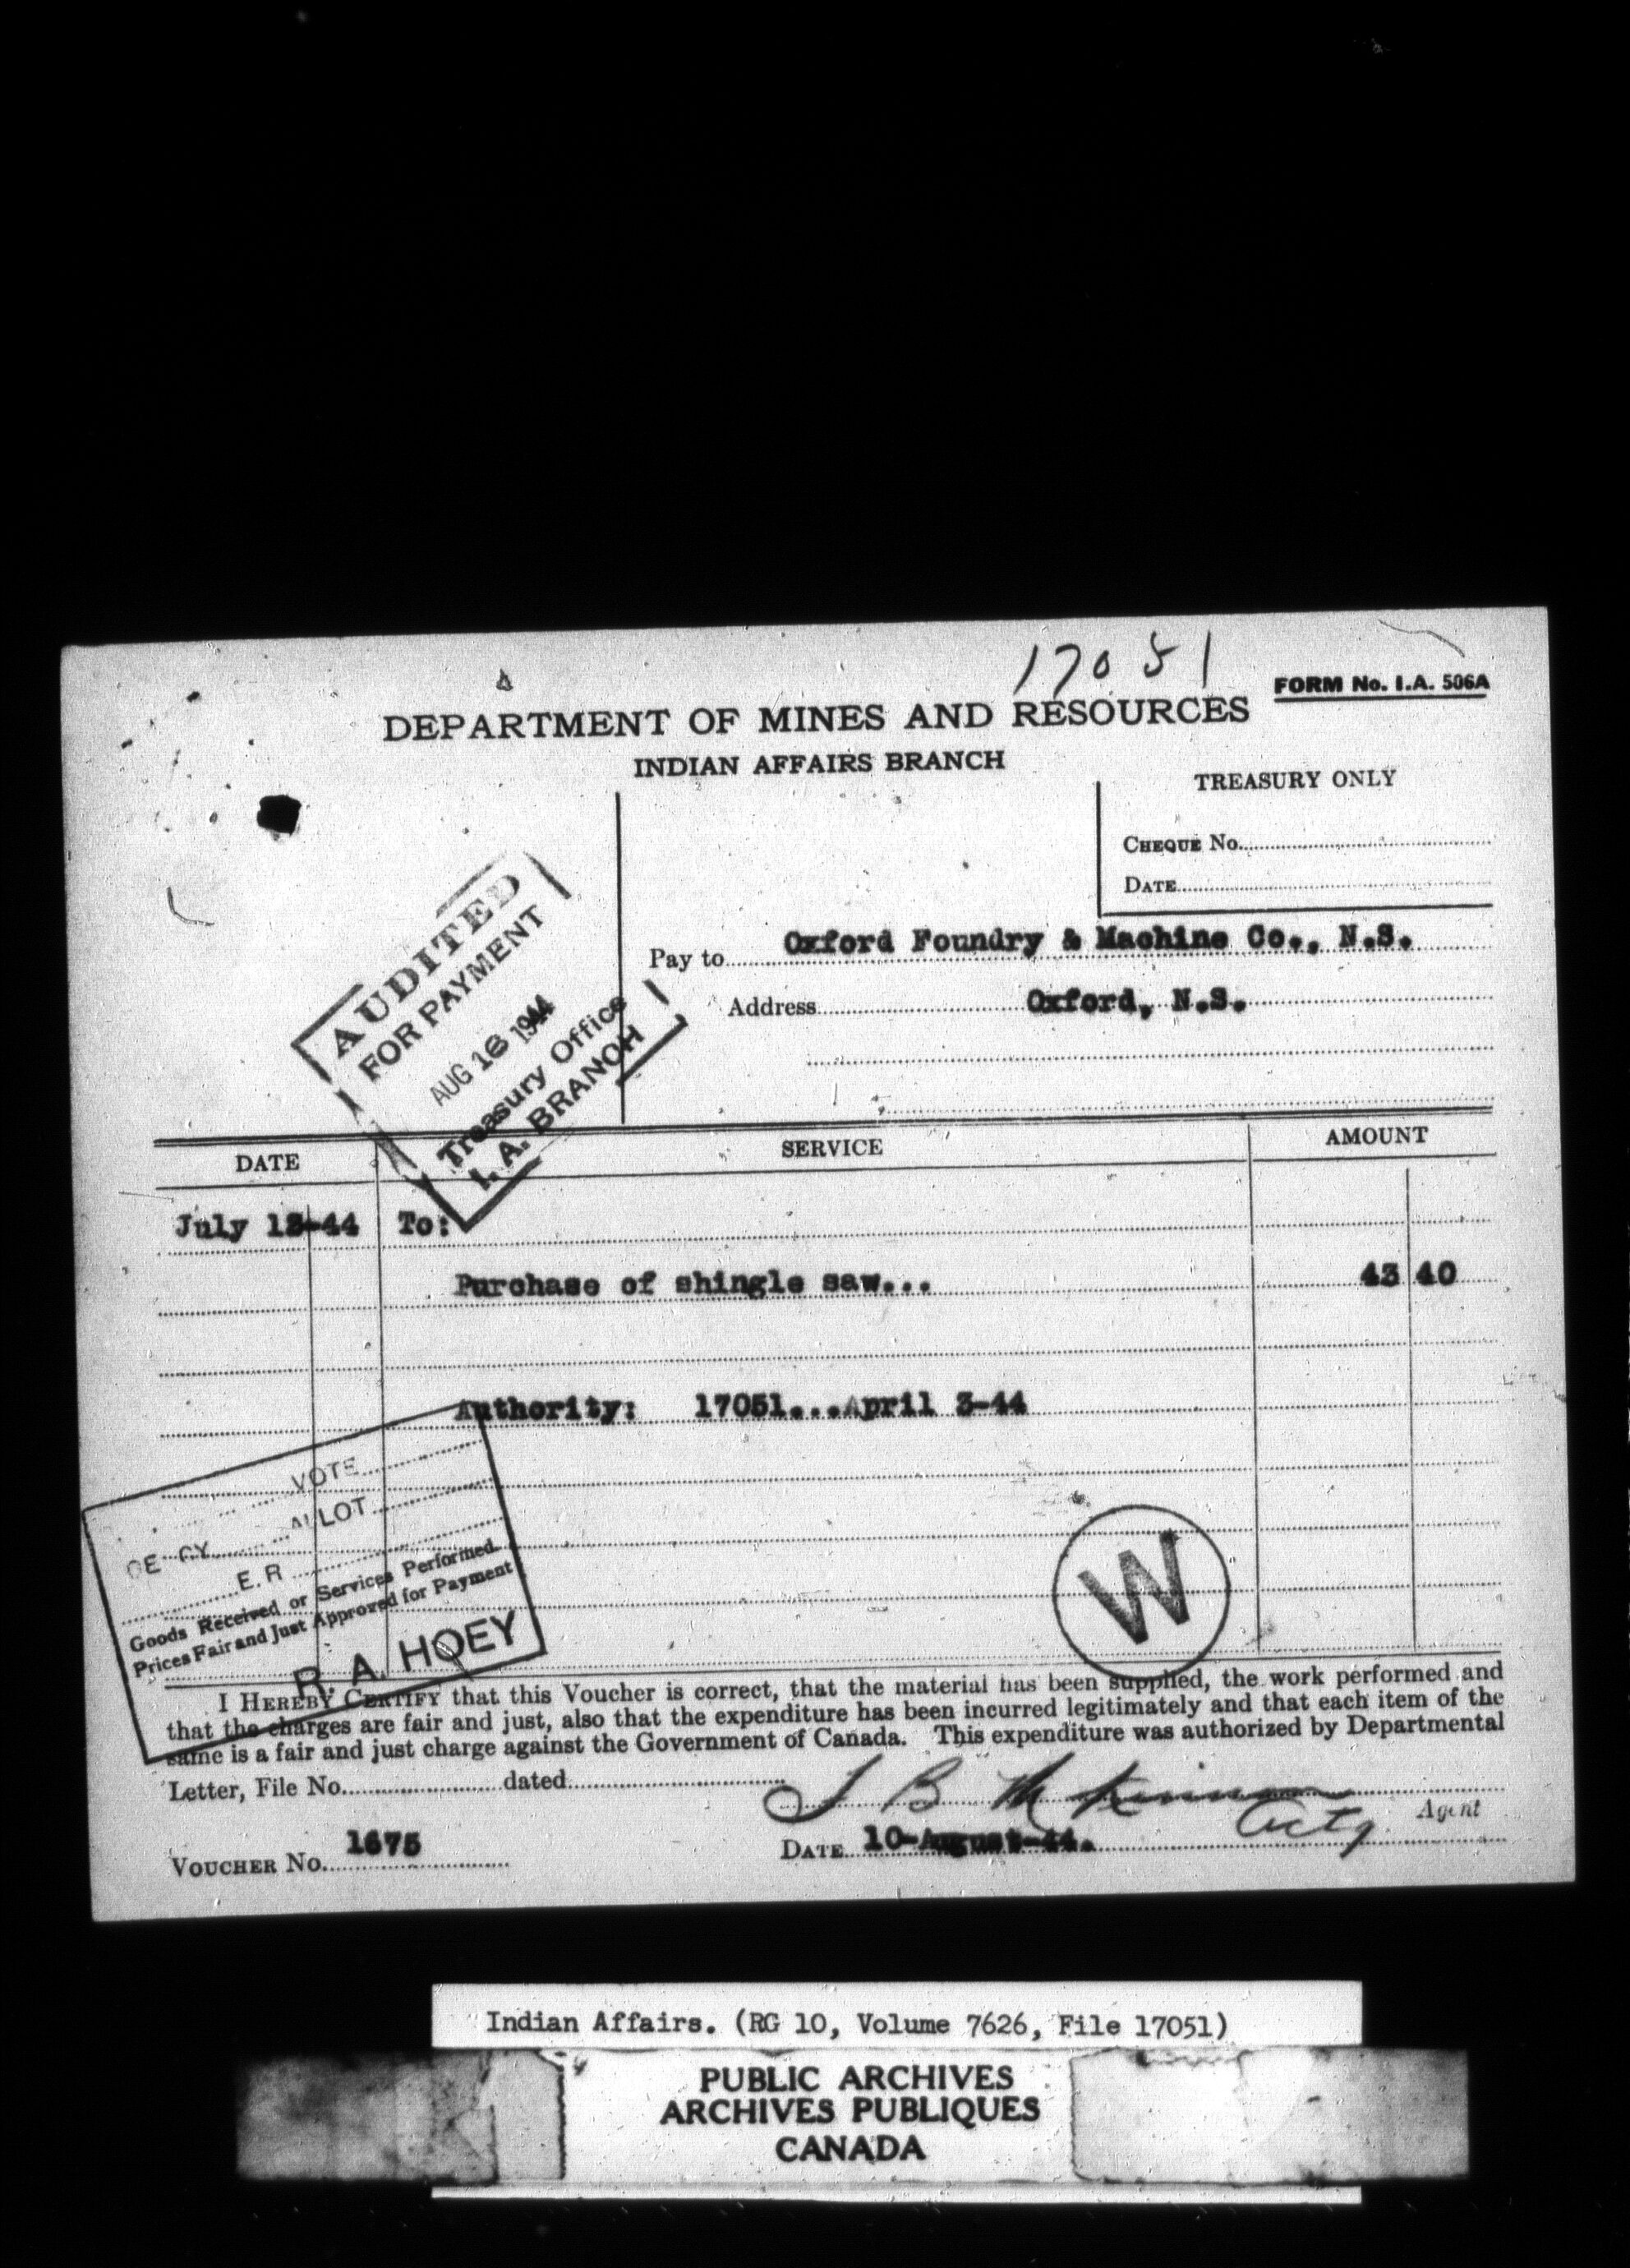 17051
FORM No. I.A. 506A
DEPARTMENT OF MINES AND RESOURCES
INDIAN AFFAIRS BRANCH
TREASURY ONLY
CHEQUE No.
DATE
AUDITED
FOR PAYMENT
AUG 16 1944
Treasury Office
I. A. BRANCH
Pay to Oxford Foundry & Machine Co., N.S.
Address Oxford, N.S.
DATE SERVICE AMOUNT
July 12-44 To:
Purchase of shingle saw... 43 40
Authority: 17051...April 3-44
VOTE
ALLOT
E.R
Goods Received or Services Performed
Prices Fair and Just Approved for Payment
R. A. HOEY
W
I HEREBY CERTIFY that this Voucher is correct, that the material has been supplied, the work performed and
that the charges are fair and just, also that the expenditure has been incurred legitimately and that each item of the
same is a fair and just charge against the Government of Canada. This expenditure was authorized by Departmental
Letter, File No. dated
J B McKinnon
Actg. Agent
VOUCHER No. 1675
DATE 10-August-44.
Indian Affairs. (RG 10, Volume 7626, File 17051)
PUBLIC ARCHIVES
ARCHIVES PUBLIQUES
CANADA